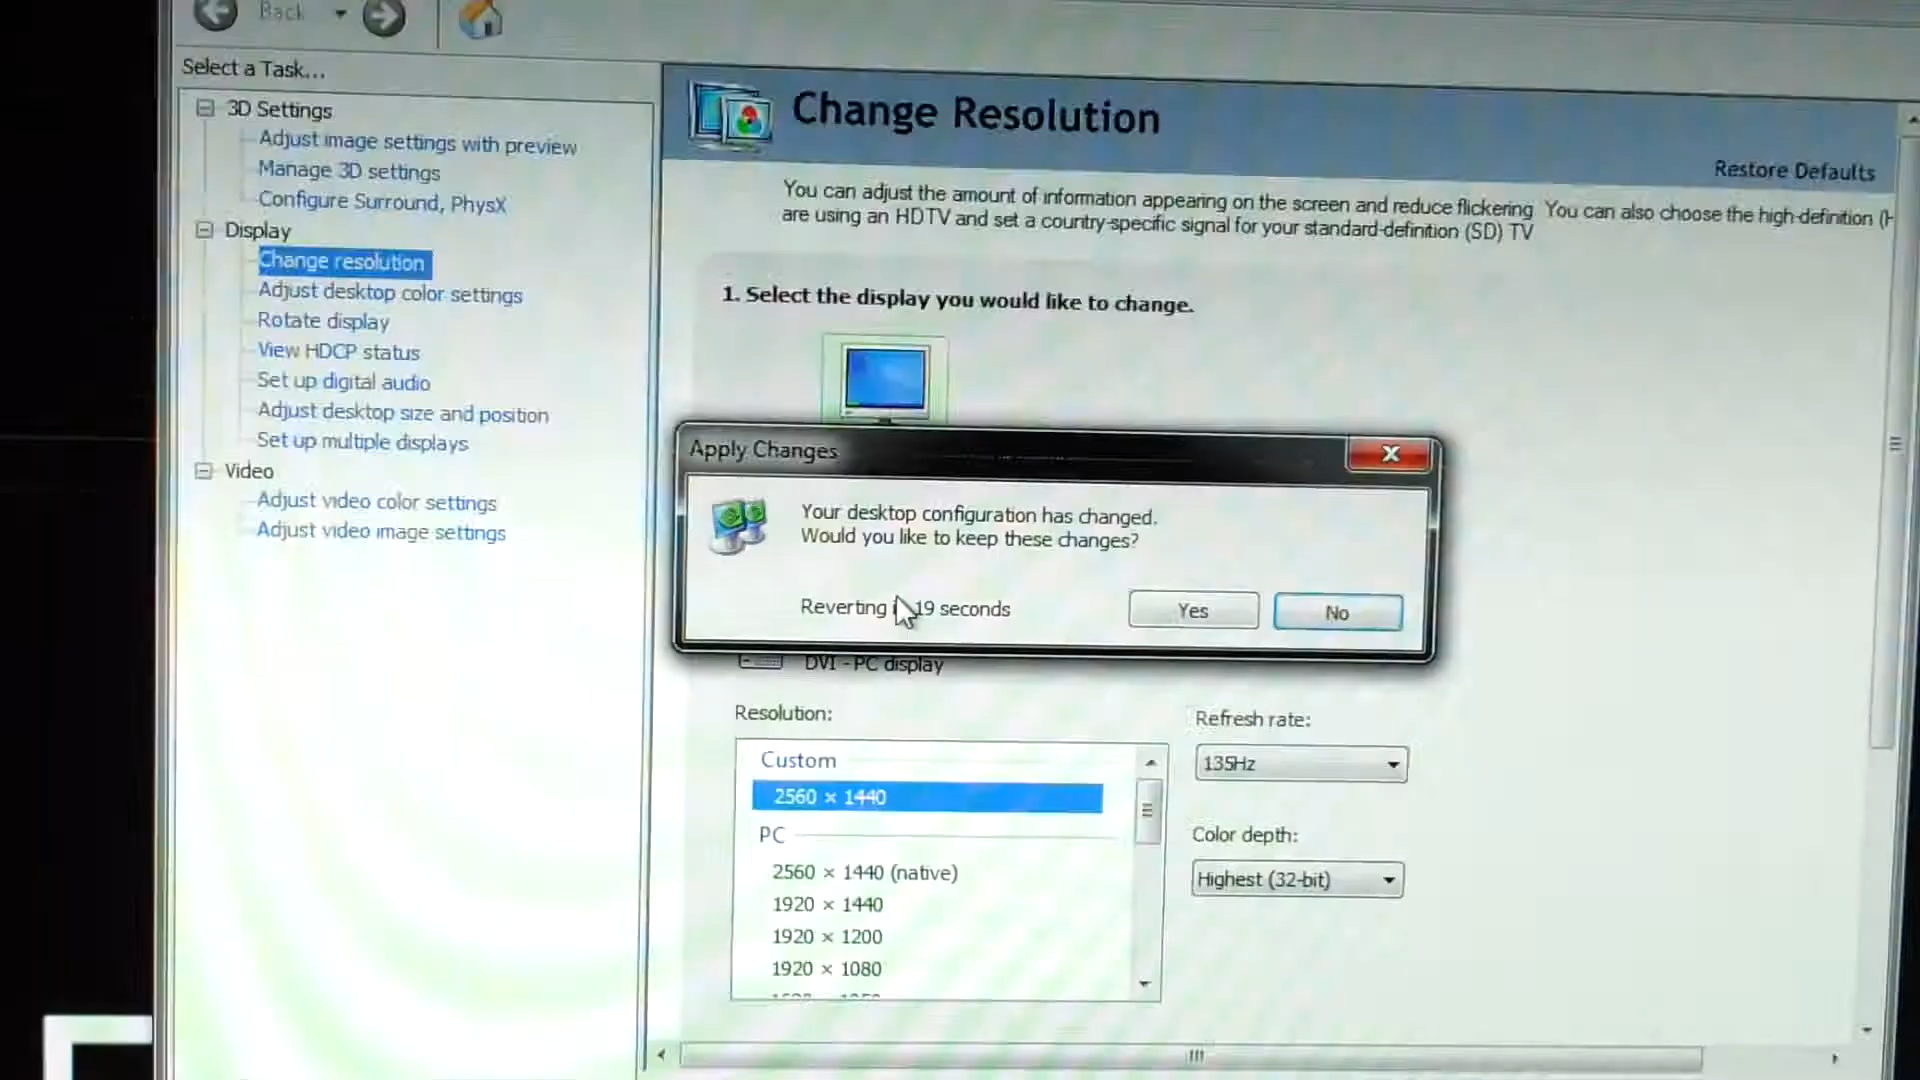 Back
Select a Task...
3D Settings
Adjust image settings with preview
Manage 3D settings
Configure Surround, PhysX
Display
Change resolution
Adjust desktop color settings
Rotate display
View HDCP status
Set up digital audio
Adjust desktop size and position
Set up multiple displays
Video
Adjust video color settings
Adjust video image settings
Change Resolution
Restore Defaults
You can adjust the amount of information appearing on the screen and reduce flickering You can also choose the high-definition (H
are using an HDTV and set a country-specific signal for your standard-definition (SD) TV
1. Select the display you would like to change.
Apply Changes
Your desktop configuration has changed.
Would you like to keep these changes?
Reverting 19 seconds
Yes
No
DVI - PC display
Resolution:
Custom
2560 × 1440
PC
2560 × 1440 (native)
1920 × 1440
1920 × 1200
1920 × 1080
Refresh rate:
135Hz
Color depth:
Highest (32-bit)